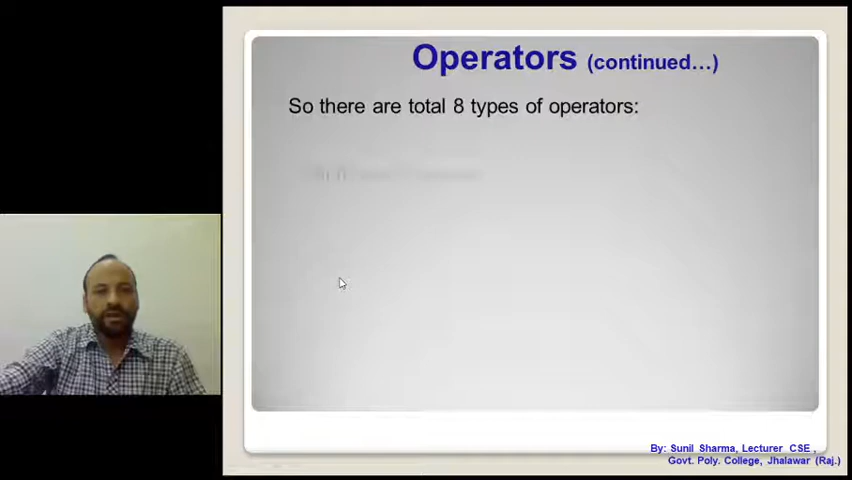 Operators (continued...)
So there are total 8 types of operators:
By: Sunil Sharma, Lecturer CSE ,
Govt. Poly. College, Jhalawar (Raj.)